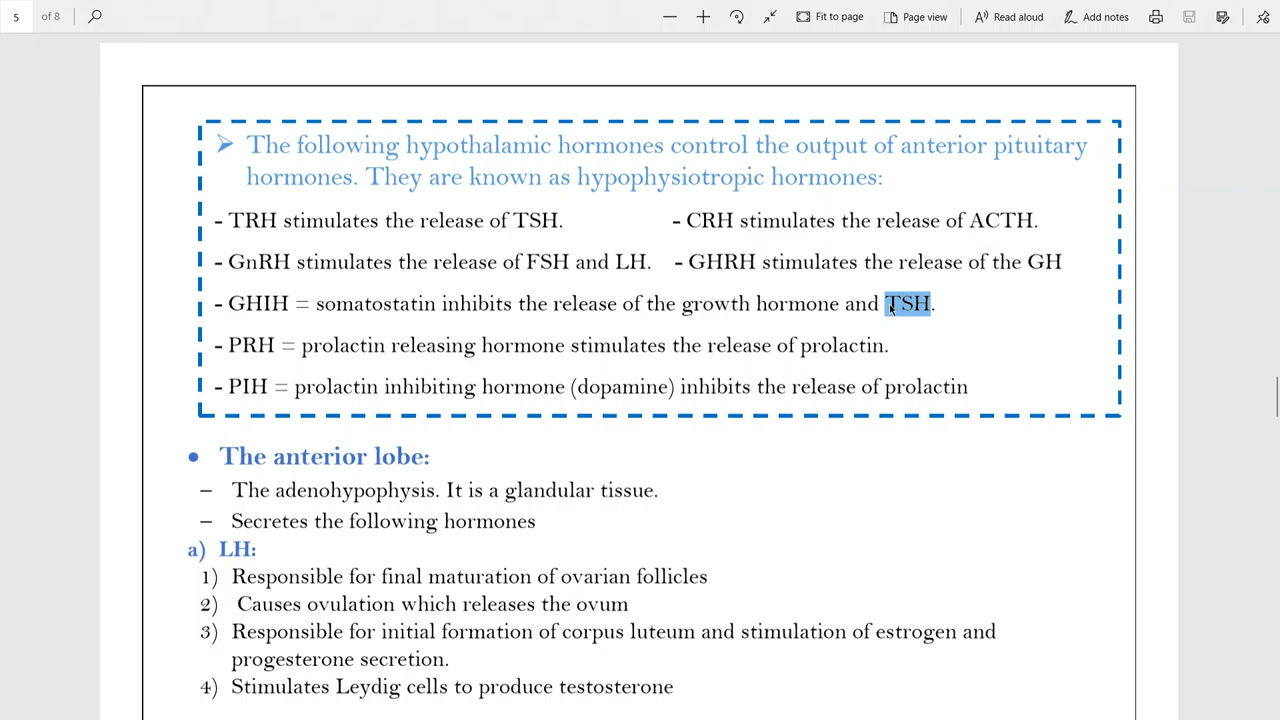 5 of 8 Fit to page Page view Read aloud Add notes
➢ The following hypothalamic hormones control the output of anterior pituitary
hormones. They are known as hypophysiotropic hormones:
- TRH stimulates the release of TSH. - CRH stimulates the release of ACTH.
- GnRH stimulates the release of FSH and LH. - GHRH stimulates the release of the GH
- GHIH = somatostatin inhibits the release of the growth hormone and TSH.
- PRH = prolactin releasing hormone stimulates the release of prolactin.
- PIH = prolactin inhibiting hormone (dopamine) inhibits the release of prolactin
• The anterior lobe:
– The adenohypophysis. It is a glandular tissue.
– Secretes the following hormones
a) LH:
1) Responsible for final maturation of ovarian follicles
2) Causes ovulation which releases the ovum
3) Responsible for initial formation of corpus luteum and stimulation of estrogen and
progesterone secretion.
4) Stimulates Leydig cells to produce testosterone